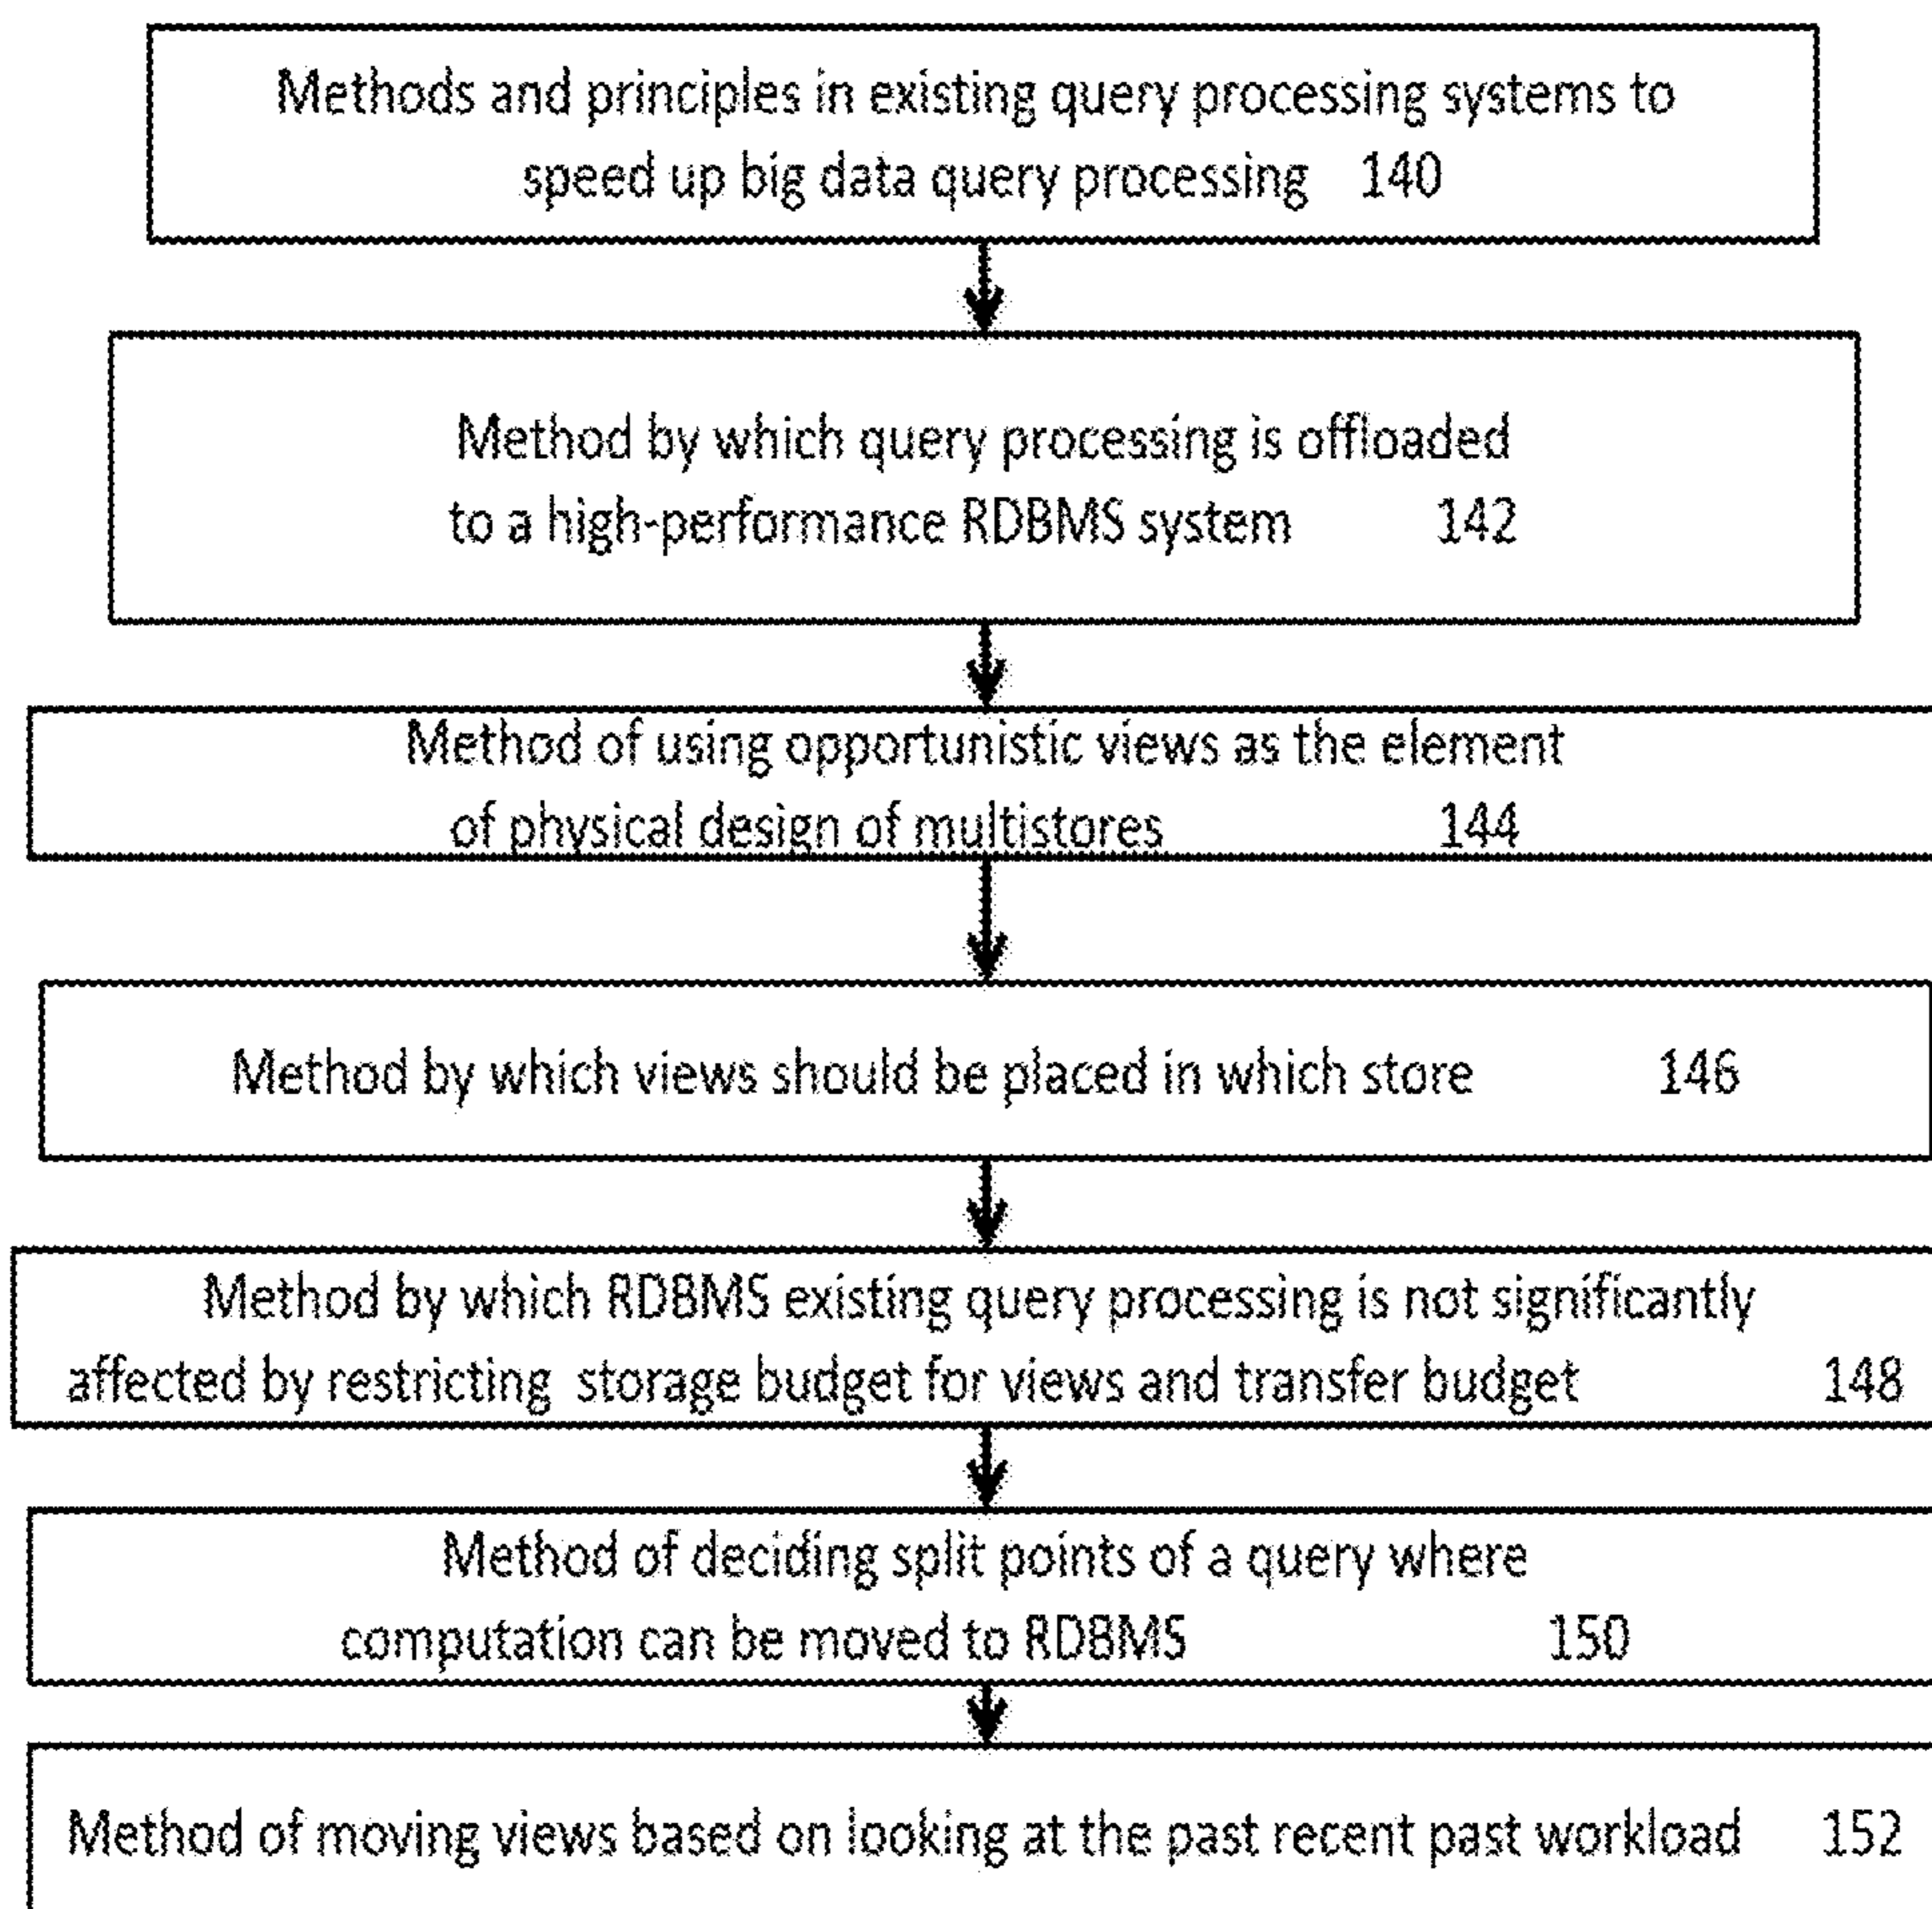 Methods and principles in existing query processing systems to
speed up big data query processing 140
Method by which query processing is offloaded
to a high-performance RDBMS system 142
Method of using opportunistic views as the element
of physical design of multistores 144
Method by which views should be placed in which store 146
Method by which RDBMS existing query processing is not significantly
affected by restricting storage budget for views and transfer budget 148
Method of deciding split points of a query where
computation can be moved to RDBMS 150
Method of moving views based on looking at the past recent past workload 152